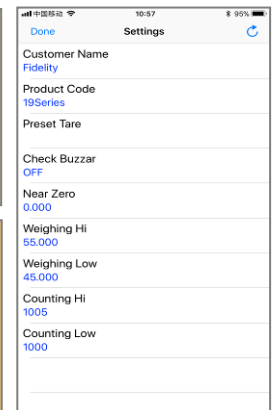 中国移动 10:57 95%
Done Settings
Customer Name
Fidelity
Product Code
19Series
Preset Tare
Check Buzzar
OFF
Near Zero
0.000
Weighing Hi
55.000
Weighing Low
45.000
Counting Hi
1005
Counting Low
1000